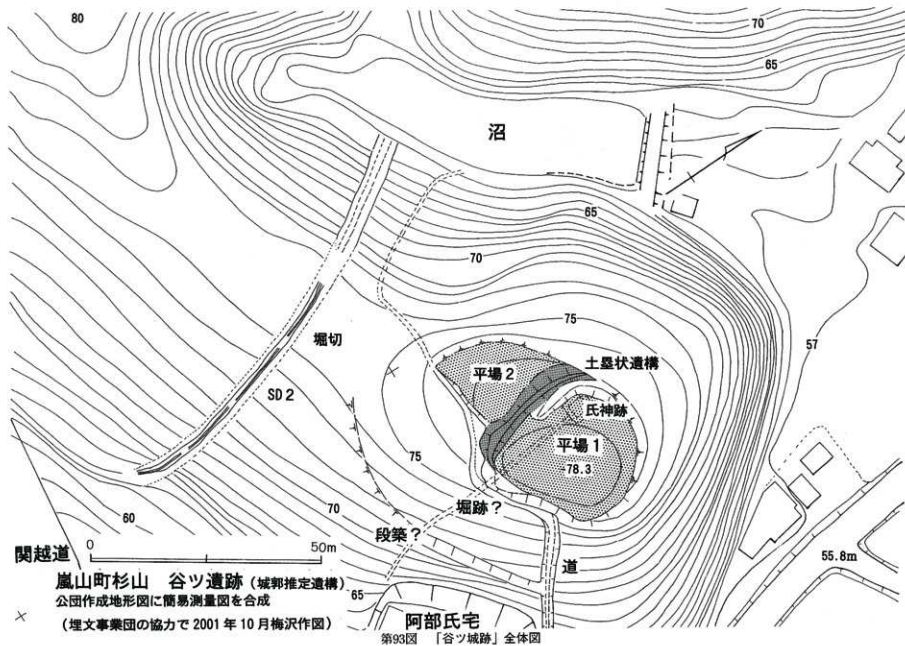 80
70
65
沼
65
70
75
57
堀切
平場2
土塁状遺構
氏神跡
SD2
平場1
78.3
75
70
堀跡?
段築?
60
関越道
0 50m
道
55.8m
嵐山町杉山 谷ツ遺跡(城郭推定遺構)
65
公団作成地形図に簡易測量図を合成
阿部氏宅
(埋文事業団の協力で2001年10月梅沢作図)
第93図 「谷ツ城跡」全体図